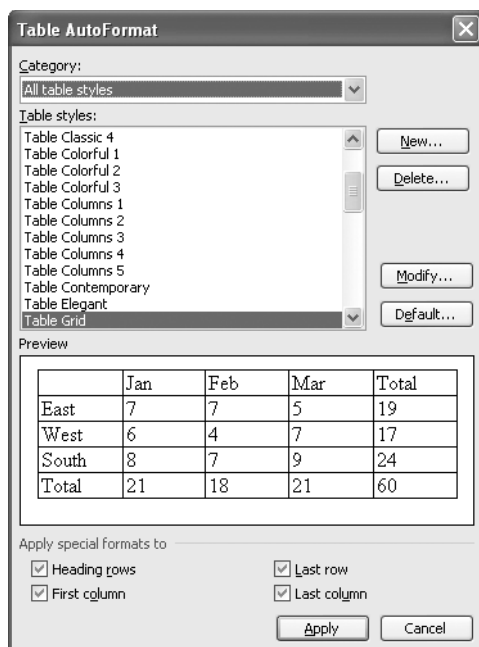 Table AutoFormat
Category:
All table styles
Table styles:
Table Classic 4
Table Colorful 1
Table Colorful 2
Table Colorful 3
Table Columns 1
Table Columns 2
Table Columns 3
Table Columns 4
Table Columns 5
Table Contemporary
Table Elegant
Table Grid
New...
Delete...
Modify...
Default...
Preview
Jan Feb Mar Total
East 7 7 5 19
West 6 4 7 17
South 8 7 9 24
Total 21 18 21 60
Apply special formats to
Heading rows Last row
First column Last column
Apply Cancel